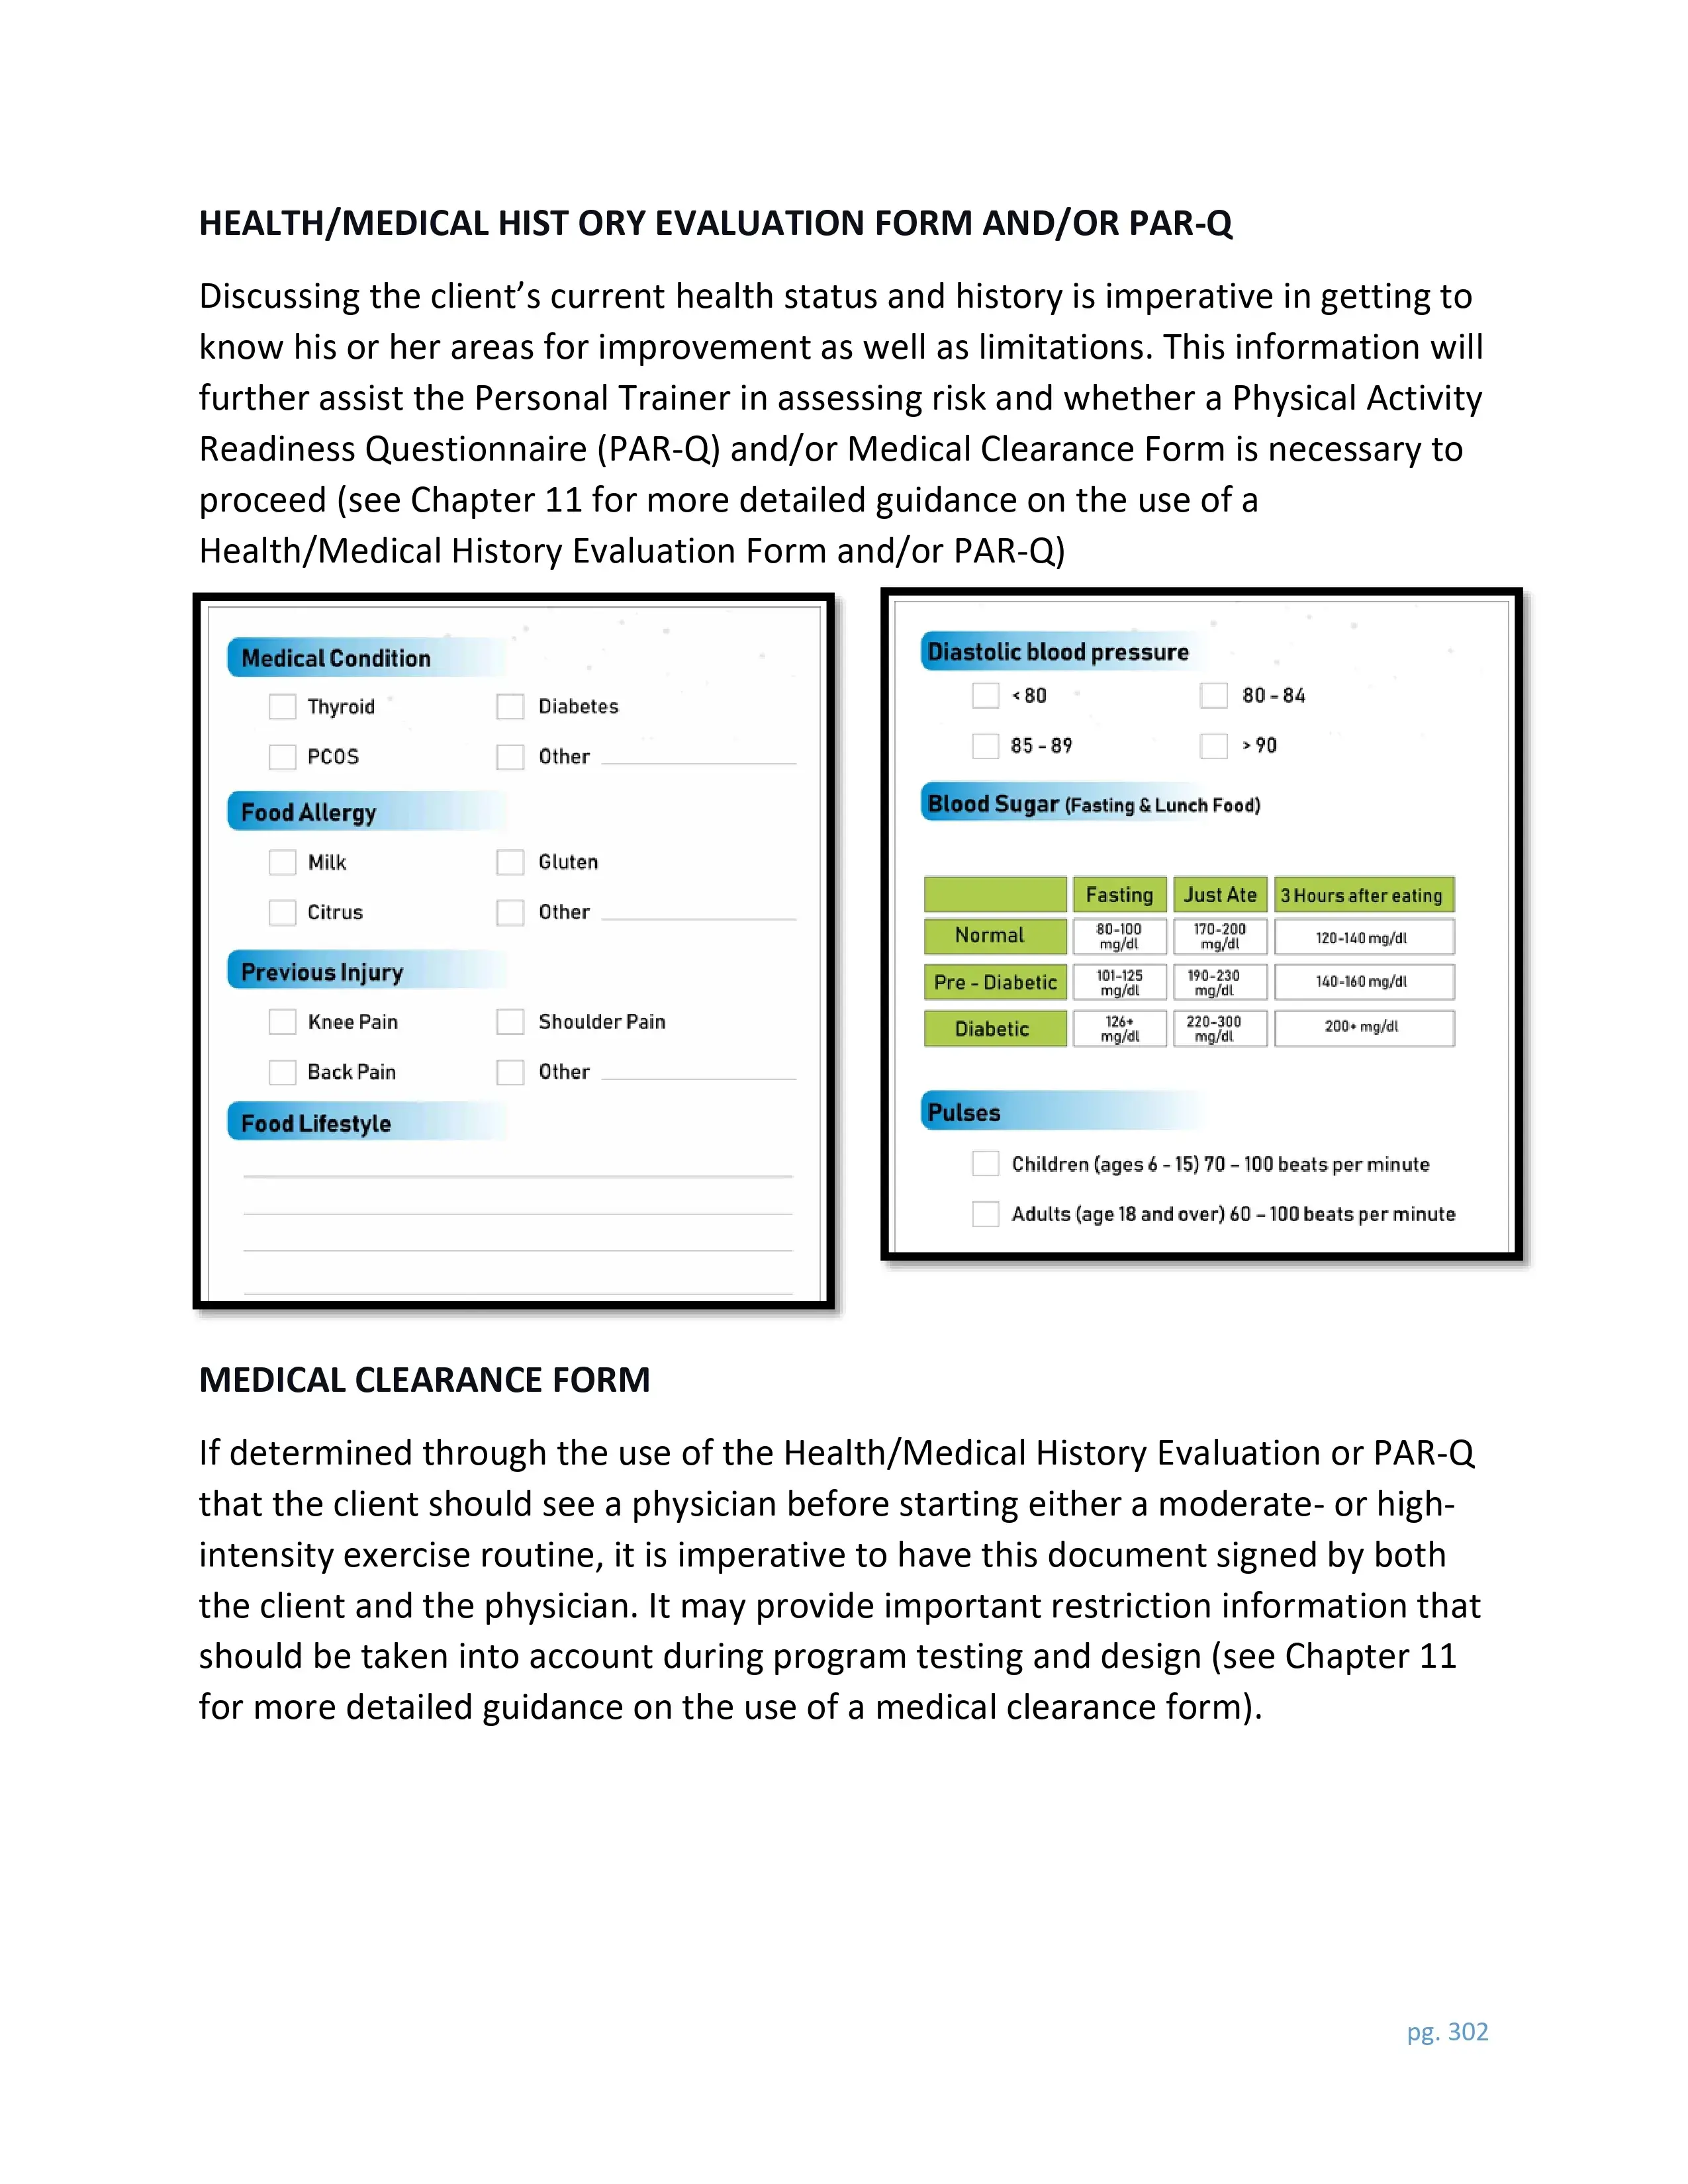 HEALTH/MEDICAL HIST ORY EVALUATION FORM AND/OR PAR-Q
Discussing the client’s current health status and history is imperative in getting to
know his or her areas for improvement as well as limitations. This information will
further assist the Personal Trainer in assessing risk and whether a Physical Activity
Readiness Questionnaire (PAR-Q) and/or Medical Clearance Form is necessary to
proceed (see Chapter 11 for more detailed guidance on the use of a
Health/Medical History Evaluation Form and/or PAR-Q)
Medical Condition
Thyroid Diabetes
PCOS Other
Food Allergy
Milk Gluten
Citrus Other
Previous Injury
Knee Pain Shoulder Pain
Back Pain Other
Food Lifestyle
Diastolic blood pressure
< 80 80 - 84
85 - 89 > 90
Blood Sugar (Fasting & Lunch Food)
Fasting Just Ate 3 Hours after eating
Normal 80-100 mg/dl 170-200 mg/dl 120-140 mg/dl
Pre - Diabetic 101-125 mg/dl 190-230 mg/dl 140-160 mg/dl
Diabetic 126+ mg/dl 220-300 mg/dl 200+ mg/dl
Pulses
Children (ages 6 - 15) 70 – 100 beats per minute
Adults (age 18 and over) 60 – 100 beats per minute
MEDICAL CLEARANCE FORM
If determined through the use of the Health/Medical History Evaluation or PAR-Q
that the client should see a physician before starting either a moderate- or high-
intensity exercise routine, it is imperative to have this document signed by both
the client and the physician. It may provide important restriction information that
should be taken into account during program testing and design (see Chapter 11
for more detailed guidance on the use of a medical clearance form).
pg. 302